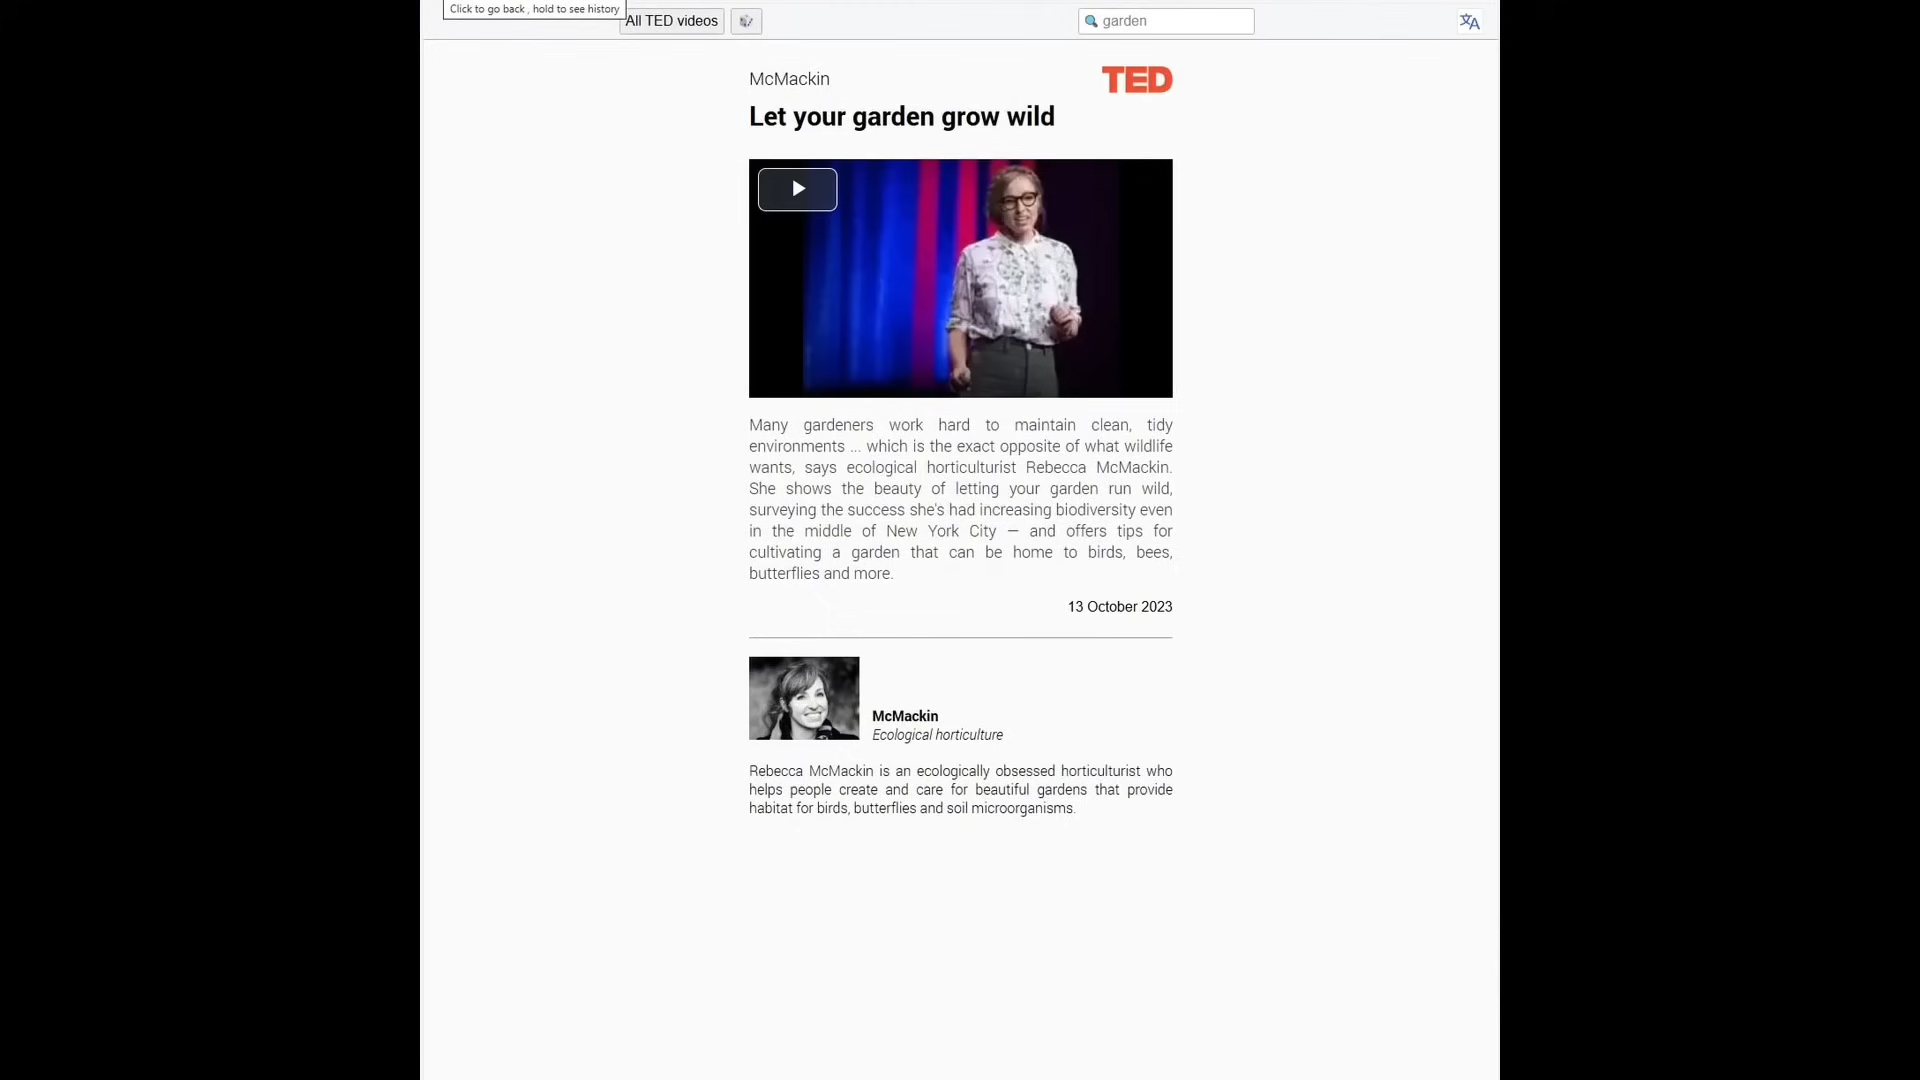 Click to go back , hold to see history
All TED videos
garden
McMackin
TED
Let your garden grow wild
Many gardeners work hard to maintain clean, tidy
environments ... which is the exact opposite of what wildlife
wants, says ecological horticulturist Rebecca McMackin.
She shows the beauty of letting your garden run wild,
surveying the success she's had increasing biodiversity even
in the middle of New York City — and offers tips for
cultivating a garden that can be home to birds, bees,
butterflies and more.
13 October 2023
McMackin
Ecological horticulture
Rebecca McMackin is an ecologically obsessed horticulturist who
helps people create and care for beautiful gardens that provide
habitat for birds, butterflies and soil microorganisms.